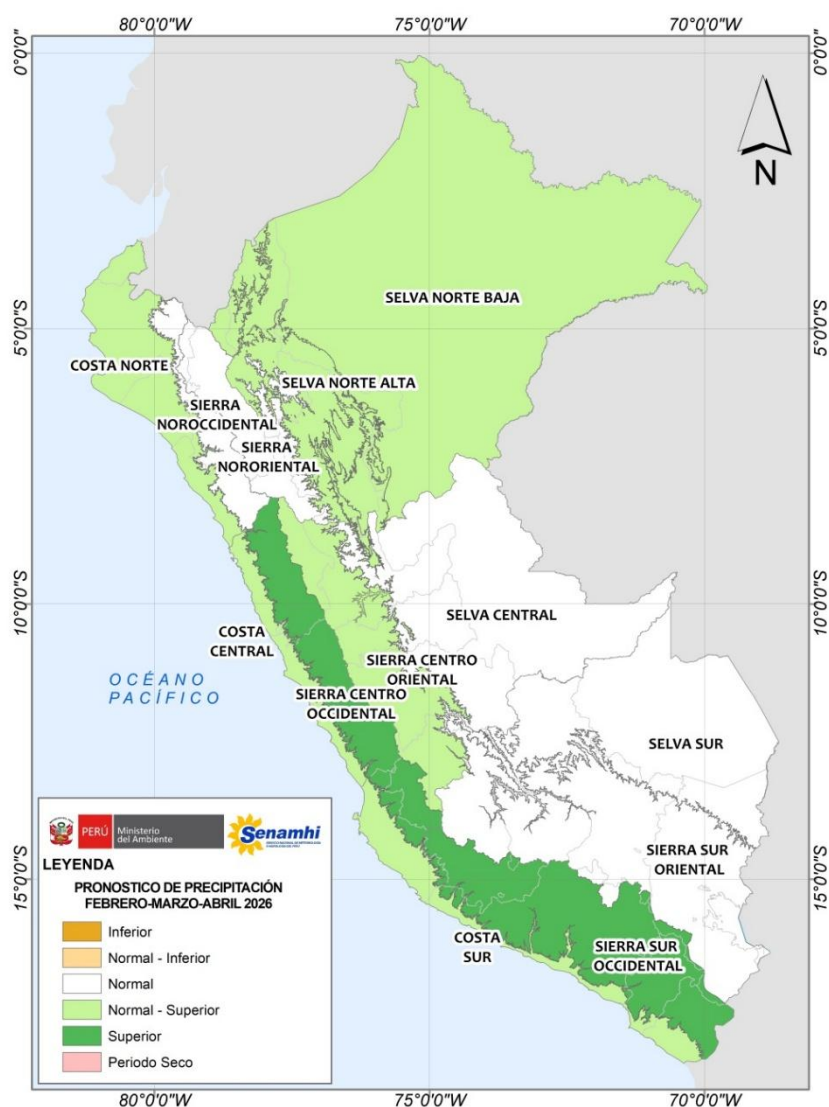 80°0'0"W 75°0'0"W 70°0'0"W
0°0'0" 0°0'0"
N
SELVA NORTE BAJA
5°0'0"S 5°0'0"S
COSTA NORTE
SELVA NORTE ALTA
SIERRA
NOROCCIDENTAL
SIERRA
NORORIENTAL
10°0'0"S 10°0'0"S
SELVA CENTRAL
COSTA
CENTRAL
SIERRA CENTRO
ORIENTAL
OCÉANO
PACÍFICO
SIERRA CENTRO
OCCIDENTAL
SELVA SUR
SIERRA SUR
ORIENTAL
15°0'0"S 15°0'0"S
COSTA
SUR
SIERRA SUR
OCCIDENTAL
PERÚ
Ministerio
del Ambiente
Senamhi
LEYENDA
PRONOSTICO DE PRECIPITACIÓN
FEBRERO-MARZO-ABRIL 2026
Inferior
Normal - Inferior
Normal
Normal - Superior
Superior
Periodo Seco
80°0'0"W 75°0'0"W 70°0'0"W